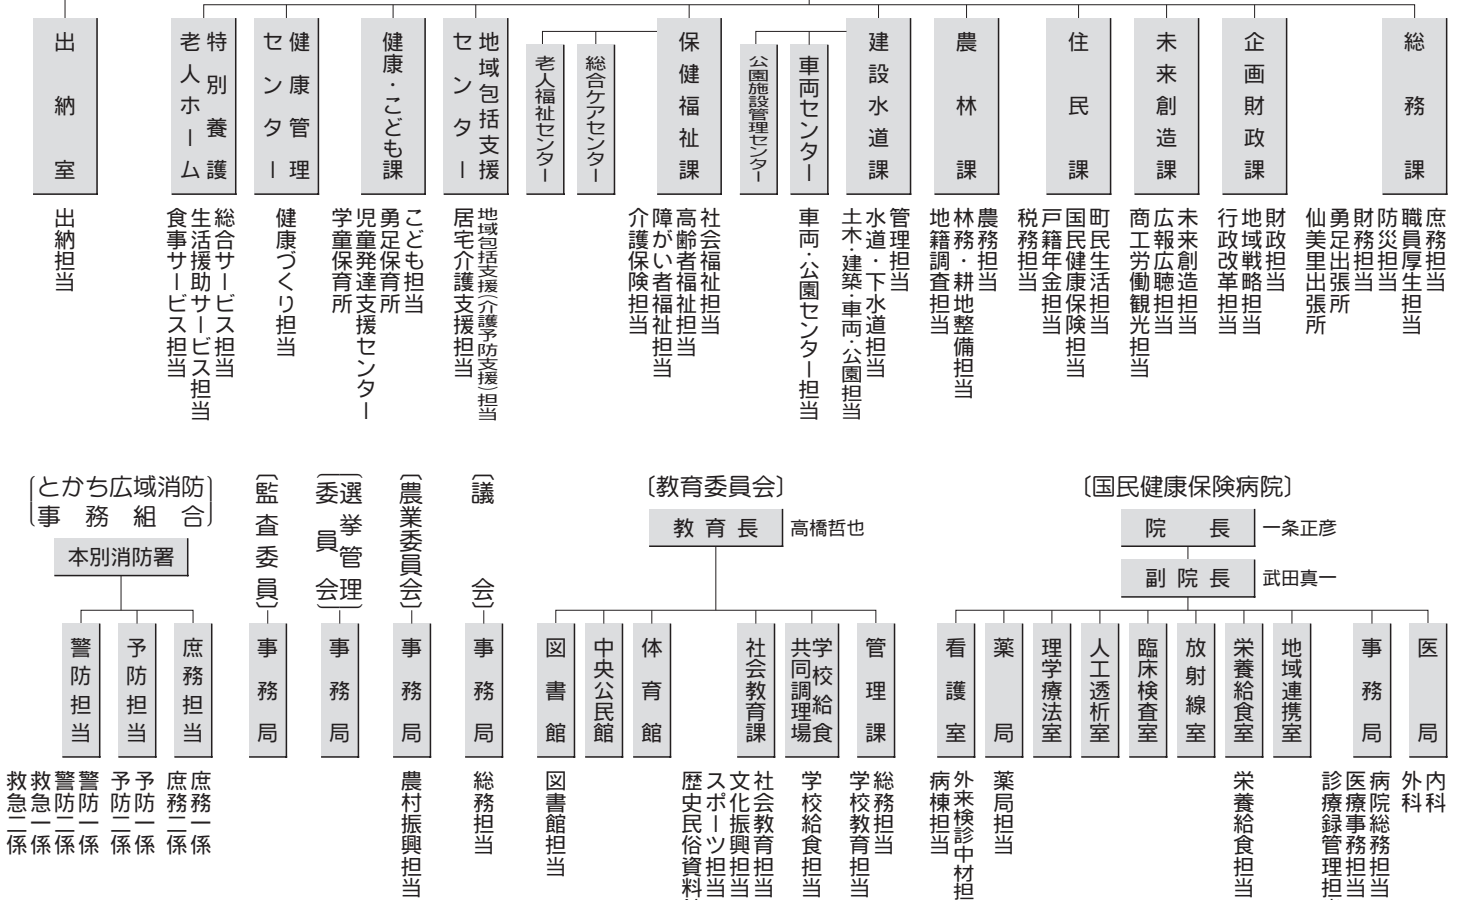 総務課
庶務担当
職員厚生担当
防災担当
財務担当
勇足出張所
仙美里出張所
企画財政課
財政担当
地域戦略担当
行政改革担当
未来創造課
未来創造担当
広報広聴担当
商工労働観光担当
住民課
町民生活担当
国民健康保険担当
戸籍年金担当
税務担当
農林課
農務担当
林務・耕地整備担当
地籍調査担当
建設水道課
管理担当
水道・下水道担当
土木・建築・車両・公園担当
車両センター
車両・公園センター担当
公園施設管理センター
保健福祉課
社会福祉担当
高齢者福祉担当
障がい者福祉担当
介護保険担当
総合ケアセンター
老人福祉センター
地域包括支援
センター
地域包括支援(介護予防支援)担当
居宅介護支援担当
健康・こども課
こども担当
勇足保育所
児童発達支援センター
学童保育所
健康管理
センター
健康づくり担当
特別養護
老人ホーム
総合サービス担当
生活援助サービス担当
食事サービス担当
出納室
出納担当
〔国民健康保険病院〕
院長 一条正彦
副院長 武田真一
医局
内科
外科
事務局
病院総務担当
医療事務担当
診療録管理担
地域連携室
栄養給食室
栄養給食担当
放射線室
臨床検査室
人工透析室
理学療法室
薬局
薬局担当
看護室
外来検診中材担
病棟担当
〔教育委員会〕
教育長 高橋哲也
管理課
総務担当
学校教育担当
学校給食
共同調理場
学校給食担当
社会教育課
社会教育担当
文化振興担当
スポーツ担当
歴史民俗資料
体育館
中央公民館
図書館
図書館担当
〔議会〕
事務局
総務担当
〔農業委員会〕
事務局
農村振興担当
〔選挙管理
委員会〕
事務局
〔監査委員〕
事務局
〔とかち広域消防
事務組合〕
本別消防署
庶務担当
庶務一係
庶務二係
予防担当
予防一係
予防二係
警防担当
警防一係
警防二係
救急一係
救急二係